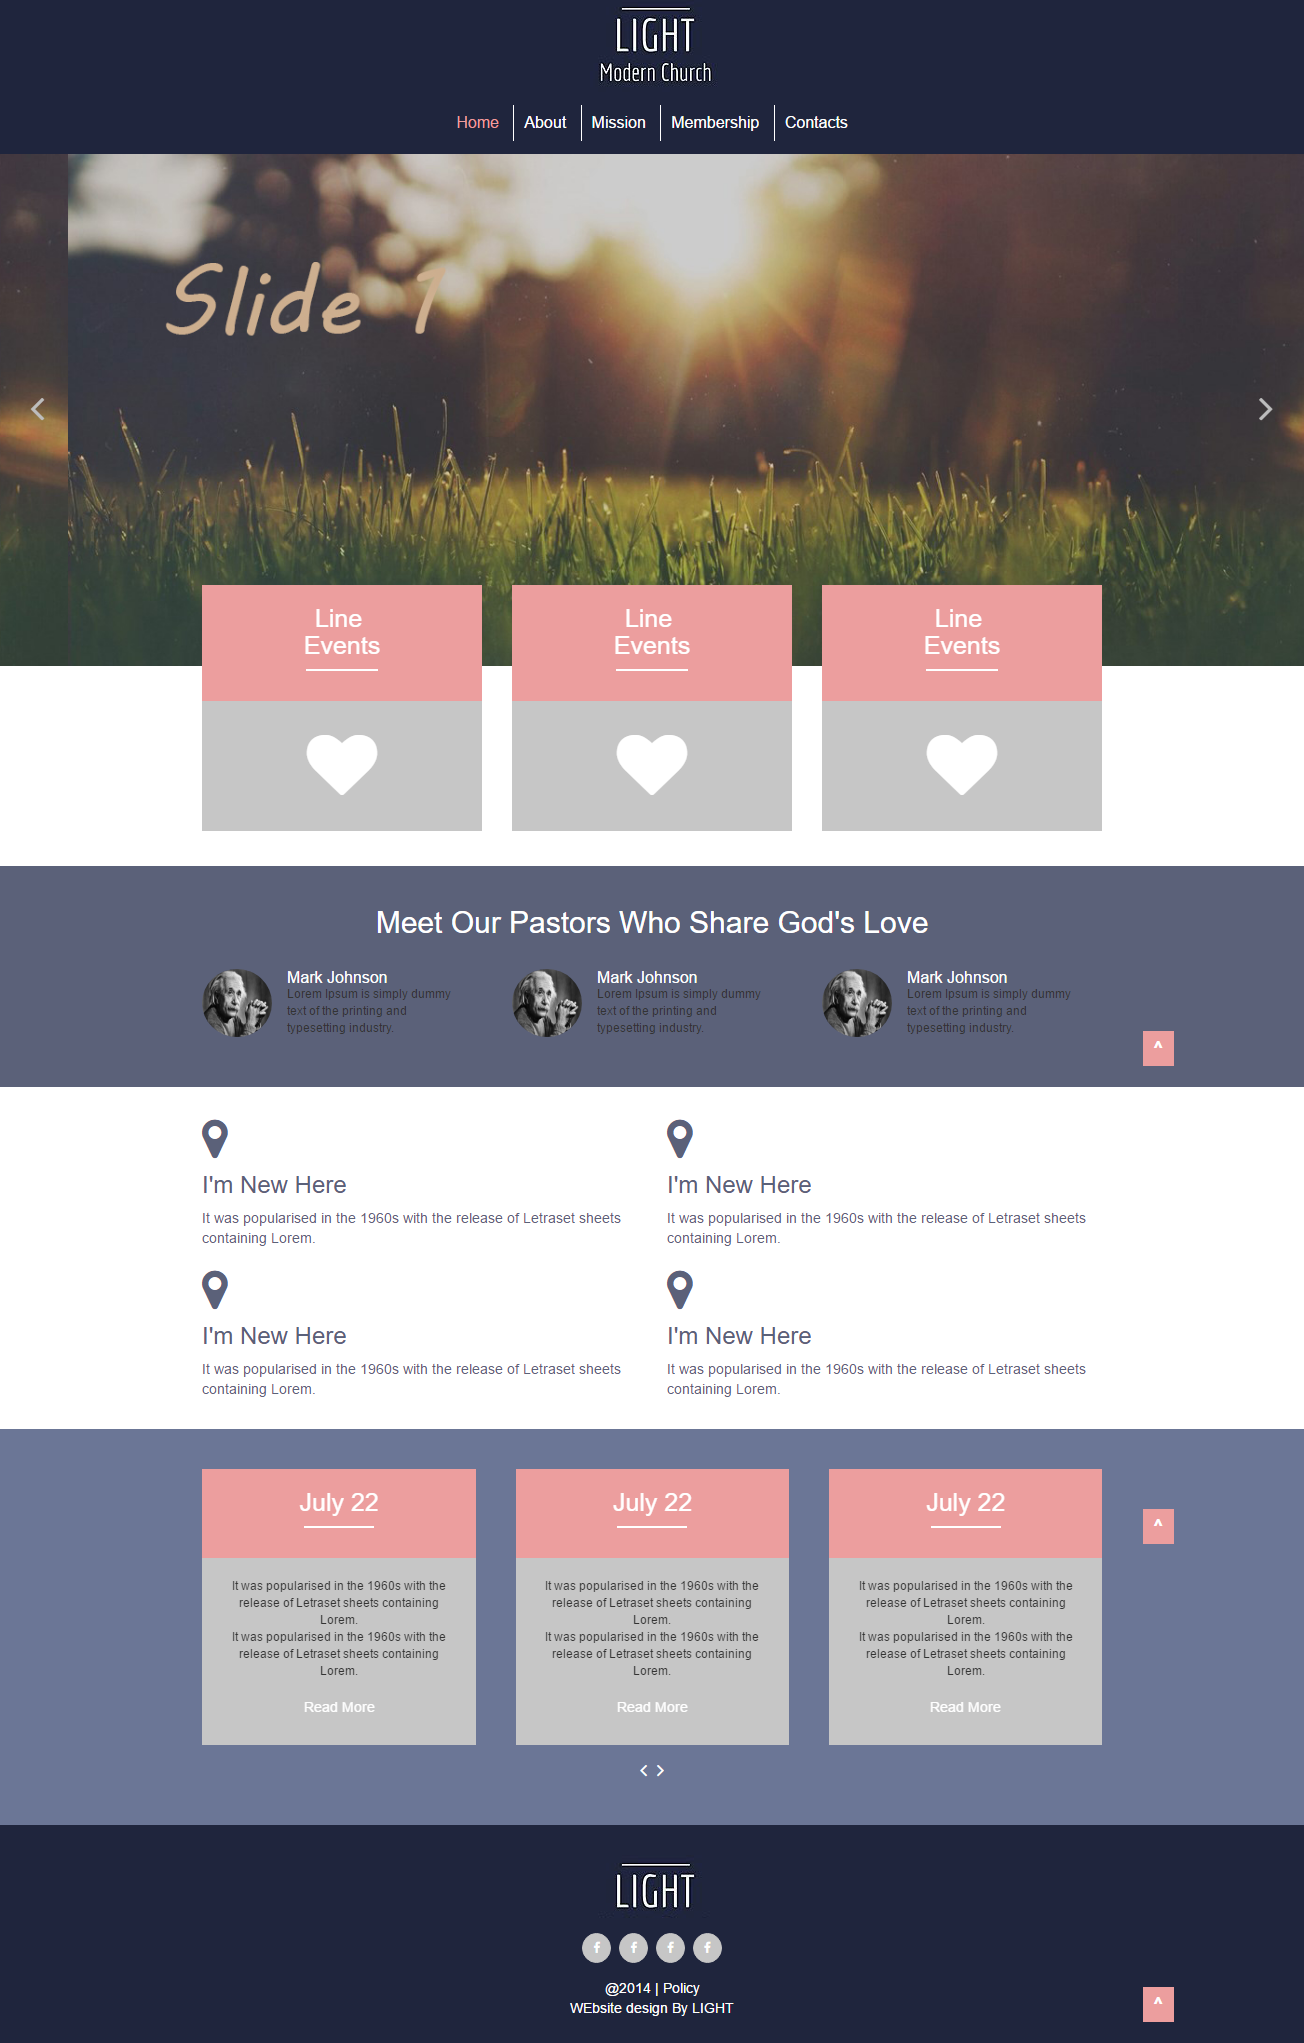 LIGHT
Modern Church
Home About Mission Membership Contacts
Slide 1
Line
Events
Line
Events
Line
Events
Meet Our Pastors Who Share God's Love
Mark Johnson
Lorem Ipsum is simply dummy
text of the printing and
typesetting industry.
Mark Johnson
Lorem Ipsum is simply dummy
text of the printing and
typesetting industry.
Mark Johnson
Lorem Ipsum is simply dummy
text of the printing and
typesetting industry.
^
I'm New Here
It was popularised in the 1960s with the release of Letraset sheets
containing Lorem.
I'm New Here
It was popularised in the 1960s with the release of Letraset sheets
containing Lorem.
I'm New Here
It was popularised in the 1960s with the release of Letraset sheets
containing Lorem.
I'm New Here
It was popularised in the 1960s with the release of Letraset sheets
containing Lorem.
July 22
It was popularised in the 1960s with the
release of Letraset sheets containing
Lorem.
It was popularised in the 1960s with the
release of Letraset sheets containing
Lorem.
Read More
July 22
It was popularised in the 1960s with the
release of Letraset sheets containing
Lorem.
It was popularised in the 1960s with the
release of Letraset sheets containing
Lorem.
Read More
July 22
It was popularised in the 1960s with the
release of Letraset sheets containing
Lorem.
It was popularised in the 1960s with the
release of Letraset sheets containing
Lorem.
Read More
^
LIGHT
@2014 | Policy
WEbsite design By LIGHT
^